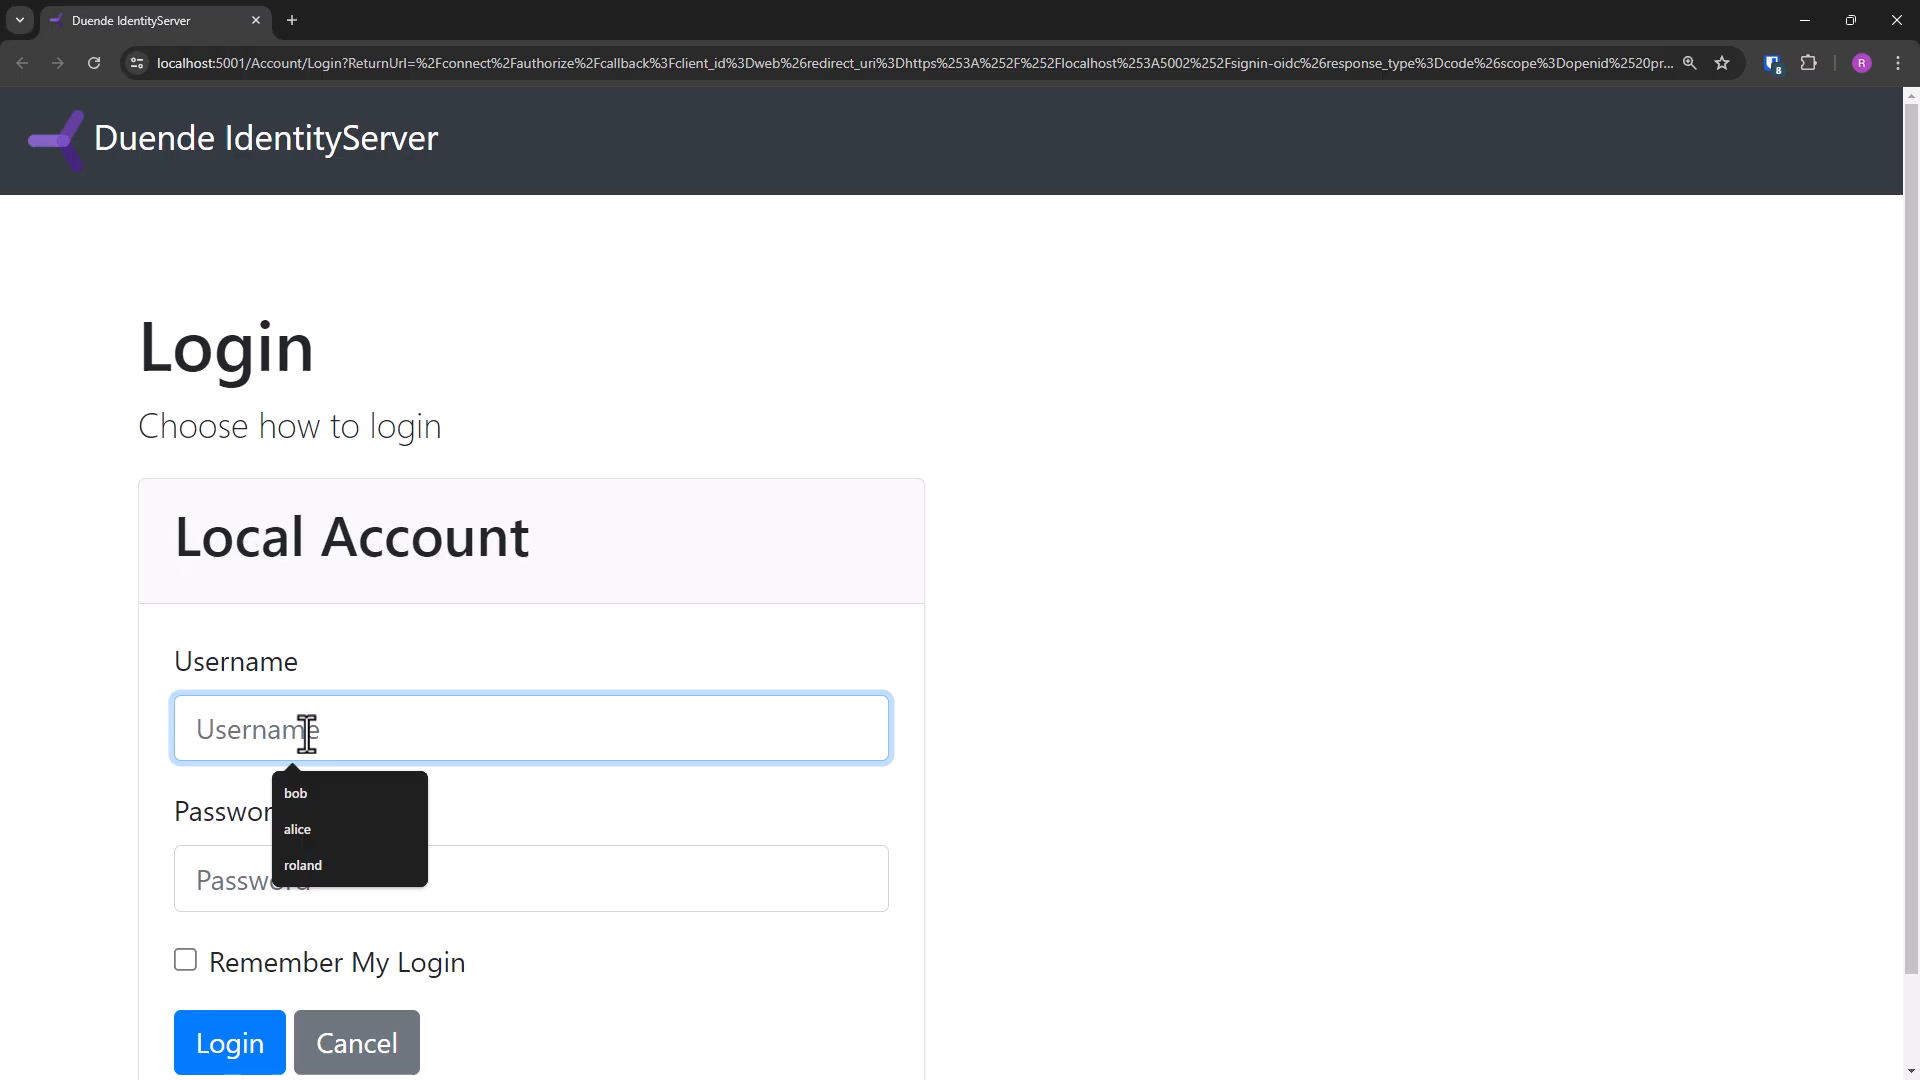 Duende IdentityServer
localhost:5001/Account/Login?ReturnUrl=%2Fconnect%2Fauthorize%2Fcallback%3Fclient_id%3Dweb%26redirect_uri%3Dhttps%253A%252F%252Flocalhost%253A5002%252Fsignin-oidc%26response_type%3Dcode%26scope%3Dopenid%2520pr...
8
R
Duende IdentityServer
Login
Choose how to login
Local Account
Username
Username
bob
Passwor
alice
roland
Password
Remember My Login
Login Cancel